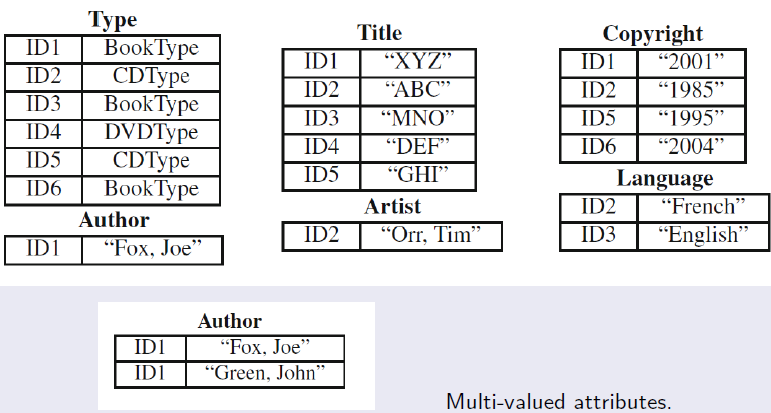 Type
ID1 BookType
ID2 CDType
ID3 BookType
ID4 DVDType
ID5 CDType
ID6 BookType
Author
ID1 “Fox, Joe”
Title
ID1 “XYZ”
ID2 “ABC”
ID3 “MNO”
ID4 “DEF”
ID5 “GHI”
Artist
ID2 “Orr, Tim”
Copyright
ID1 “2001”
ID2 “1985”
ID5 “1995”
ID6 “2004”
Language
ID2 “French”
ID3 “English”
Author
ID1 “Fox, Joe”
ID1 “Green, John”
Multi-valued attributes.